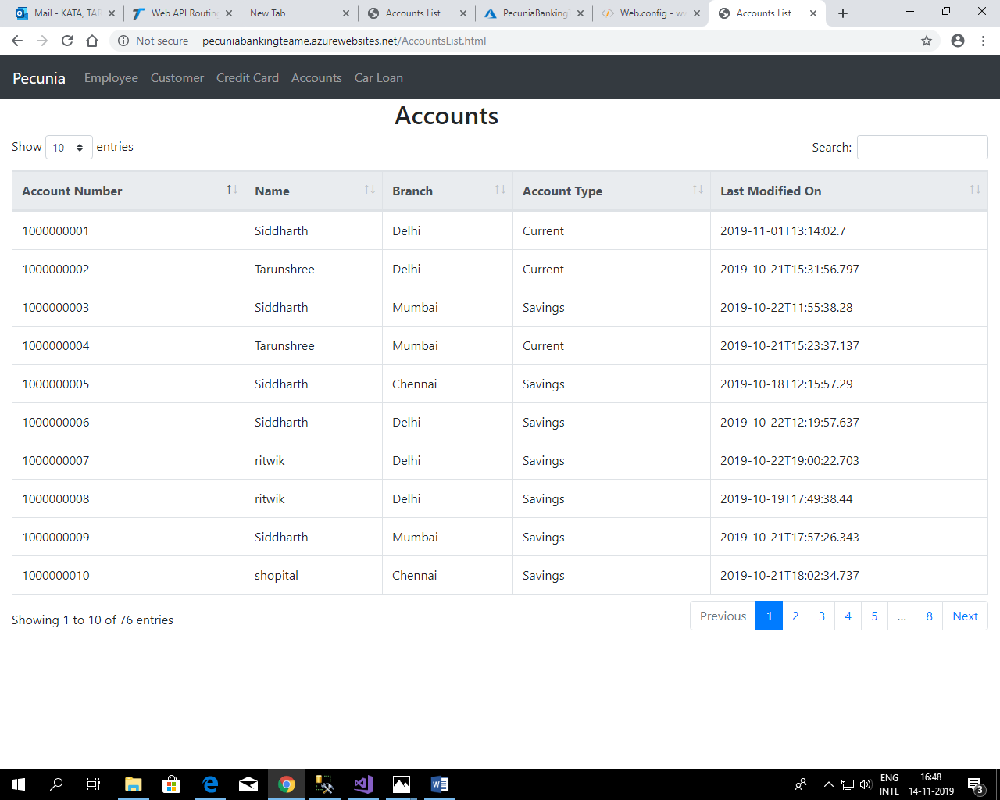 Mail - KATA, TAR Web API Routin New Tab Accounts List PecuniaBanking Web.config - w Accounts List
Not secure pecuniabankingteame.azurewebsites.net/AccountsList.html
Pecunia Employee Customer Credit Card Accounts Car Loan
Accounts
Show 10 entries Search:
Account Number Name Branch Account Type Last Modified On
1000000001 Siddharth Delhi Current 2019-11-01T13:14:02.7
1000000002 Tarunshree Delhi Current 2019-10-21T15:31:56.797
1000000003 Siddharth Mumbai Savings 2019-10-22T11:55:38.28
1000000004 Tarunshree Mumbai Current 2019-10-21T15:23:37.137
1000000005 Siddharth Chennai Savings 2019-10-18T12:15:57.29
1000000006 Siddharth Delhi Savings 2019-10-22T12:19:57.637
1000000007 ritwik Delhi Savings 2019-10-22T19:00:22.703
1000000008 ritwik Delhi Savings 2019-10-19T17:49:38.44
1000000009 Siddharth Mumbai Savings 2019-10-21T17:57:26.343
1000000010 shopital Chennai Savings 2019-10-21T18:02:34.737
Showing 1 to 10 of 76 entries Previous 1 2 3 4 5 … 8 Next
ENG 16:48
INTL 14-11-2019 3